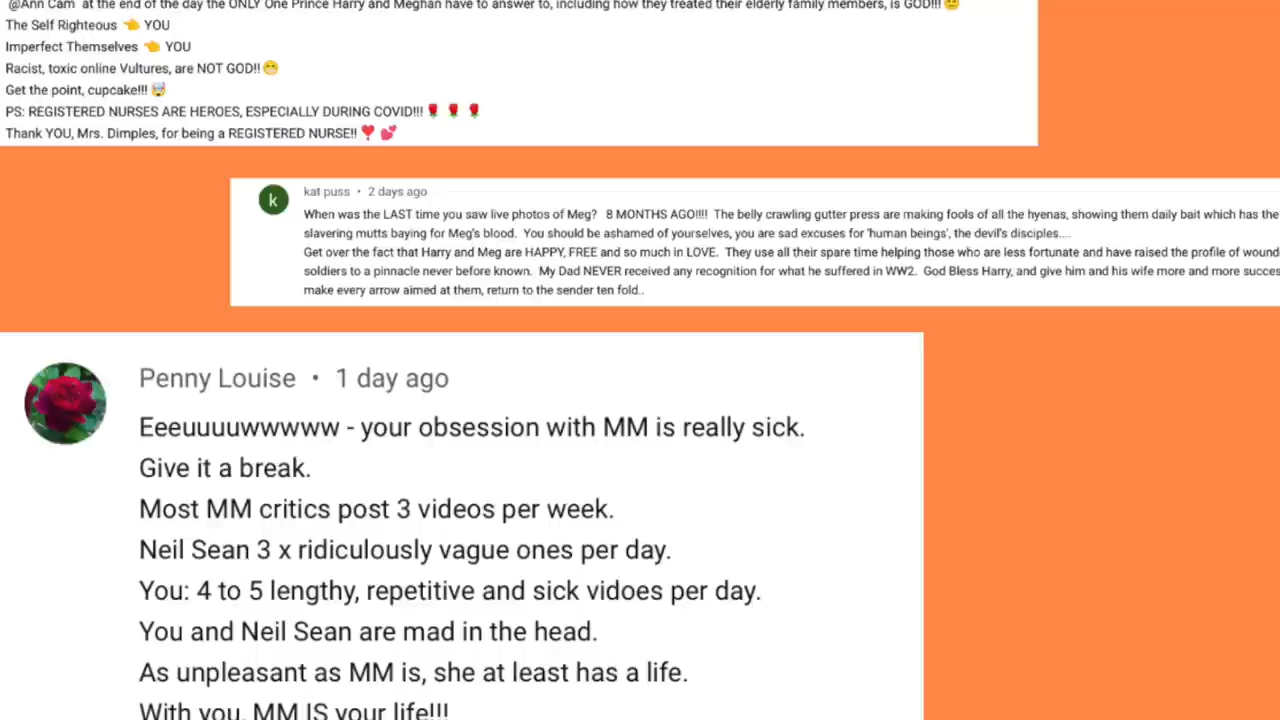 @Ann Cam at the end of the day the ONLY One Prince Harry and Meghan have to answer to, including how they treated their elderly family members, is GOD!!! 😕
The Self Righteous 👈 YOU
Imperfect Themselves 👈 YOU
Racist, toxic online Vultures, are NOT GOD!! 😁
Get the point, cupcake!!! 🤯
PS: REGISTERED NURSES ARE HEROES, ESPECIALLY DURING COVID!!! 🌹 🌹 🌹
Thank YOU, Mrs. Dimples, for being a REGISTERED NURSE!! ❣️ 💕
k
kat puss • 2 days ago
When was the LAST time you saw live photos of Meg? 8 MONTHS AGO!!!! The belly crawling gutter press are making fools of all the hyenas, showing them daily bait which has the
slavering mutts baying for Meg's blood. You should be ashamed of yourselves, you are sad excuses for 'human beings', the devil's disciples....
Get over the fact that Harry and Meg are HAPPY, FREE and so much in LOVE. They use all their spare time helping those who are less fortunate and have raised the profile of wound
soldiers to a pinnacle never before known. My Dad NEVER received any recognition for what he suffered in WW2. God Bless Harry, and give him and his wife more and more succes
make every arrow aimed at them, return to the sender ten fold..
Penny Louise • 1 day ago
Eeeuuuuwwwww - your obsession with MM is really sick.
Give it a break.
Most MM critics post 3 videos per week.
Neil Sean 3 x ridiculously vague ones per day.
You: 4 to 5 lengthy, repetitive and sick vidoes per day.
You and Neil Sean are mad in the head.
As unpleasant as MM is, she at least has a life.
With you, MM IS your life!!!